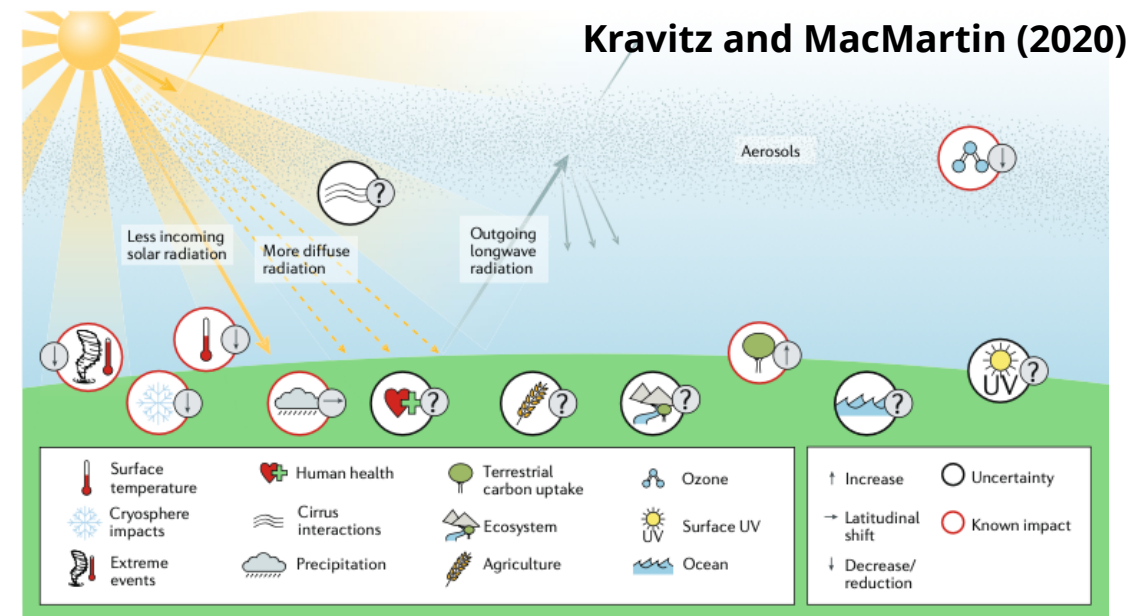 Kravitz and MacMartin (2020)
Aerosols
?
Less incoming
solar radiation
More diffuse
radiation
Outgoing
longwave
radiation
UV
?
?
?
?
?
?
Surface
temperature
Cryosphere
impacts
Extreme
events
Human health
Cirrus
interactions
Precipitation
Terrestrial
carbon uptake
Ecosystem
Agriculture
Ozone
UV
Surface UV
Ocean
↑ Increase
→ Latitudinal
shift
↓ Decrease/
reduction
Uncertainty
Known impact